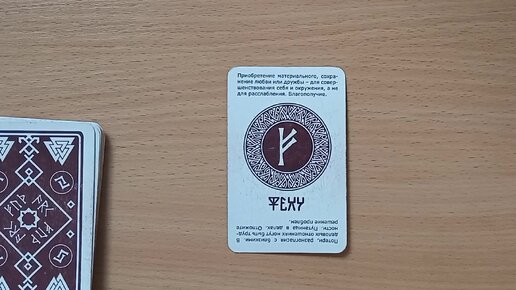 Приобретение материального, сохра-
нение любви или дружбы – для совер-
шенствования себя и окружения, а не
для расслабления. Благополучие.
ᚠ
ФЕХУ
Потери, разногласия с близкими. В
деловых отношениях могут быть труд-
ности. Путаница в делах. Отложите
решение проблем.